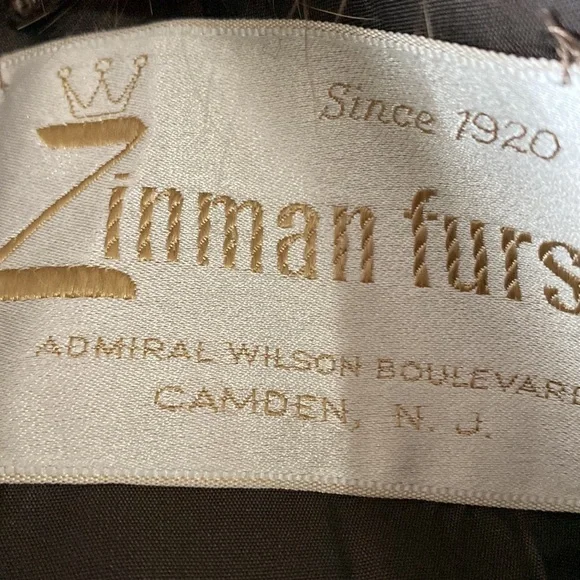 Since 1920
Zinman furs
ADMIRAL WILSON BOULEVARD
CAMDEN, N. J.